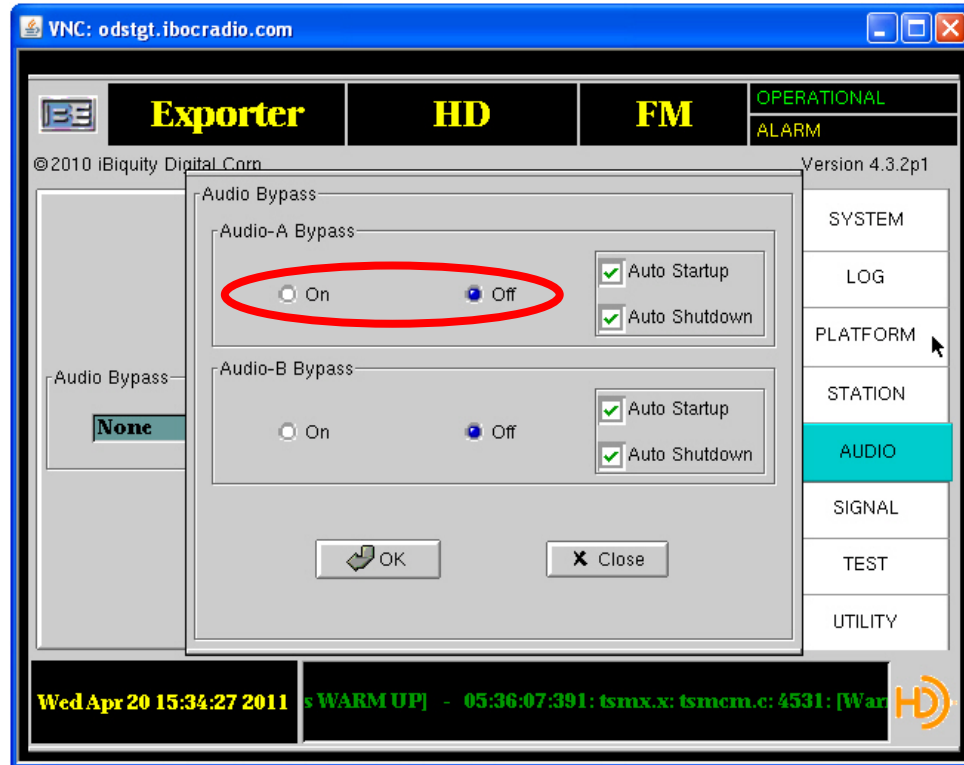 VNC: odstgt.ibocradio.com
Exporter
HD
FM
OPERATIONAL
ALARM
©2010 iBiquity Digital Corp
Version 4.3.2p1
Audio Bypass
Audio-A Bypass
On
Off
Auto Startup
Auto Shutdown
Audio-B Bypass
On
Off
Auto Startup
Auto Shutdown
OK
Close
Audio Bypass
None
SYSTEM
LOG
PLATFORM
STATION
AUDIO
SIGNAL
TEST
UTILITY
Wed Apr 20 15:34:27 2011
s WARM UP] - 05:36:07:391: tsmx.x: tsmcm.c: 4531: [War
HD